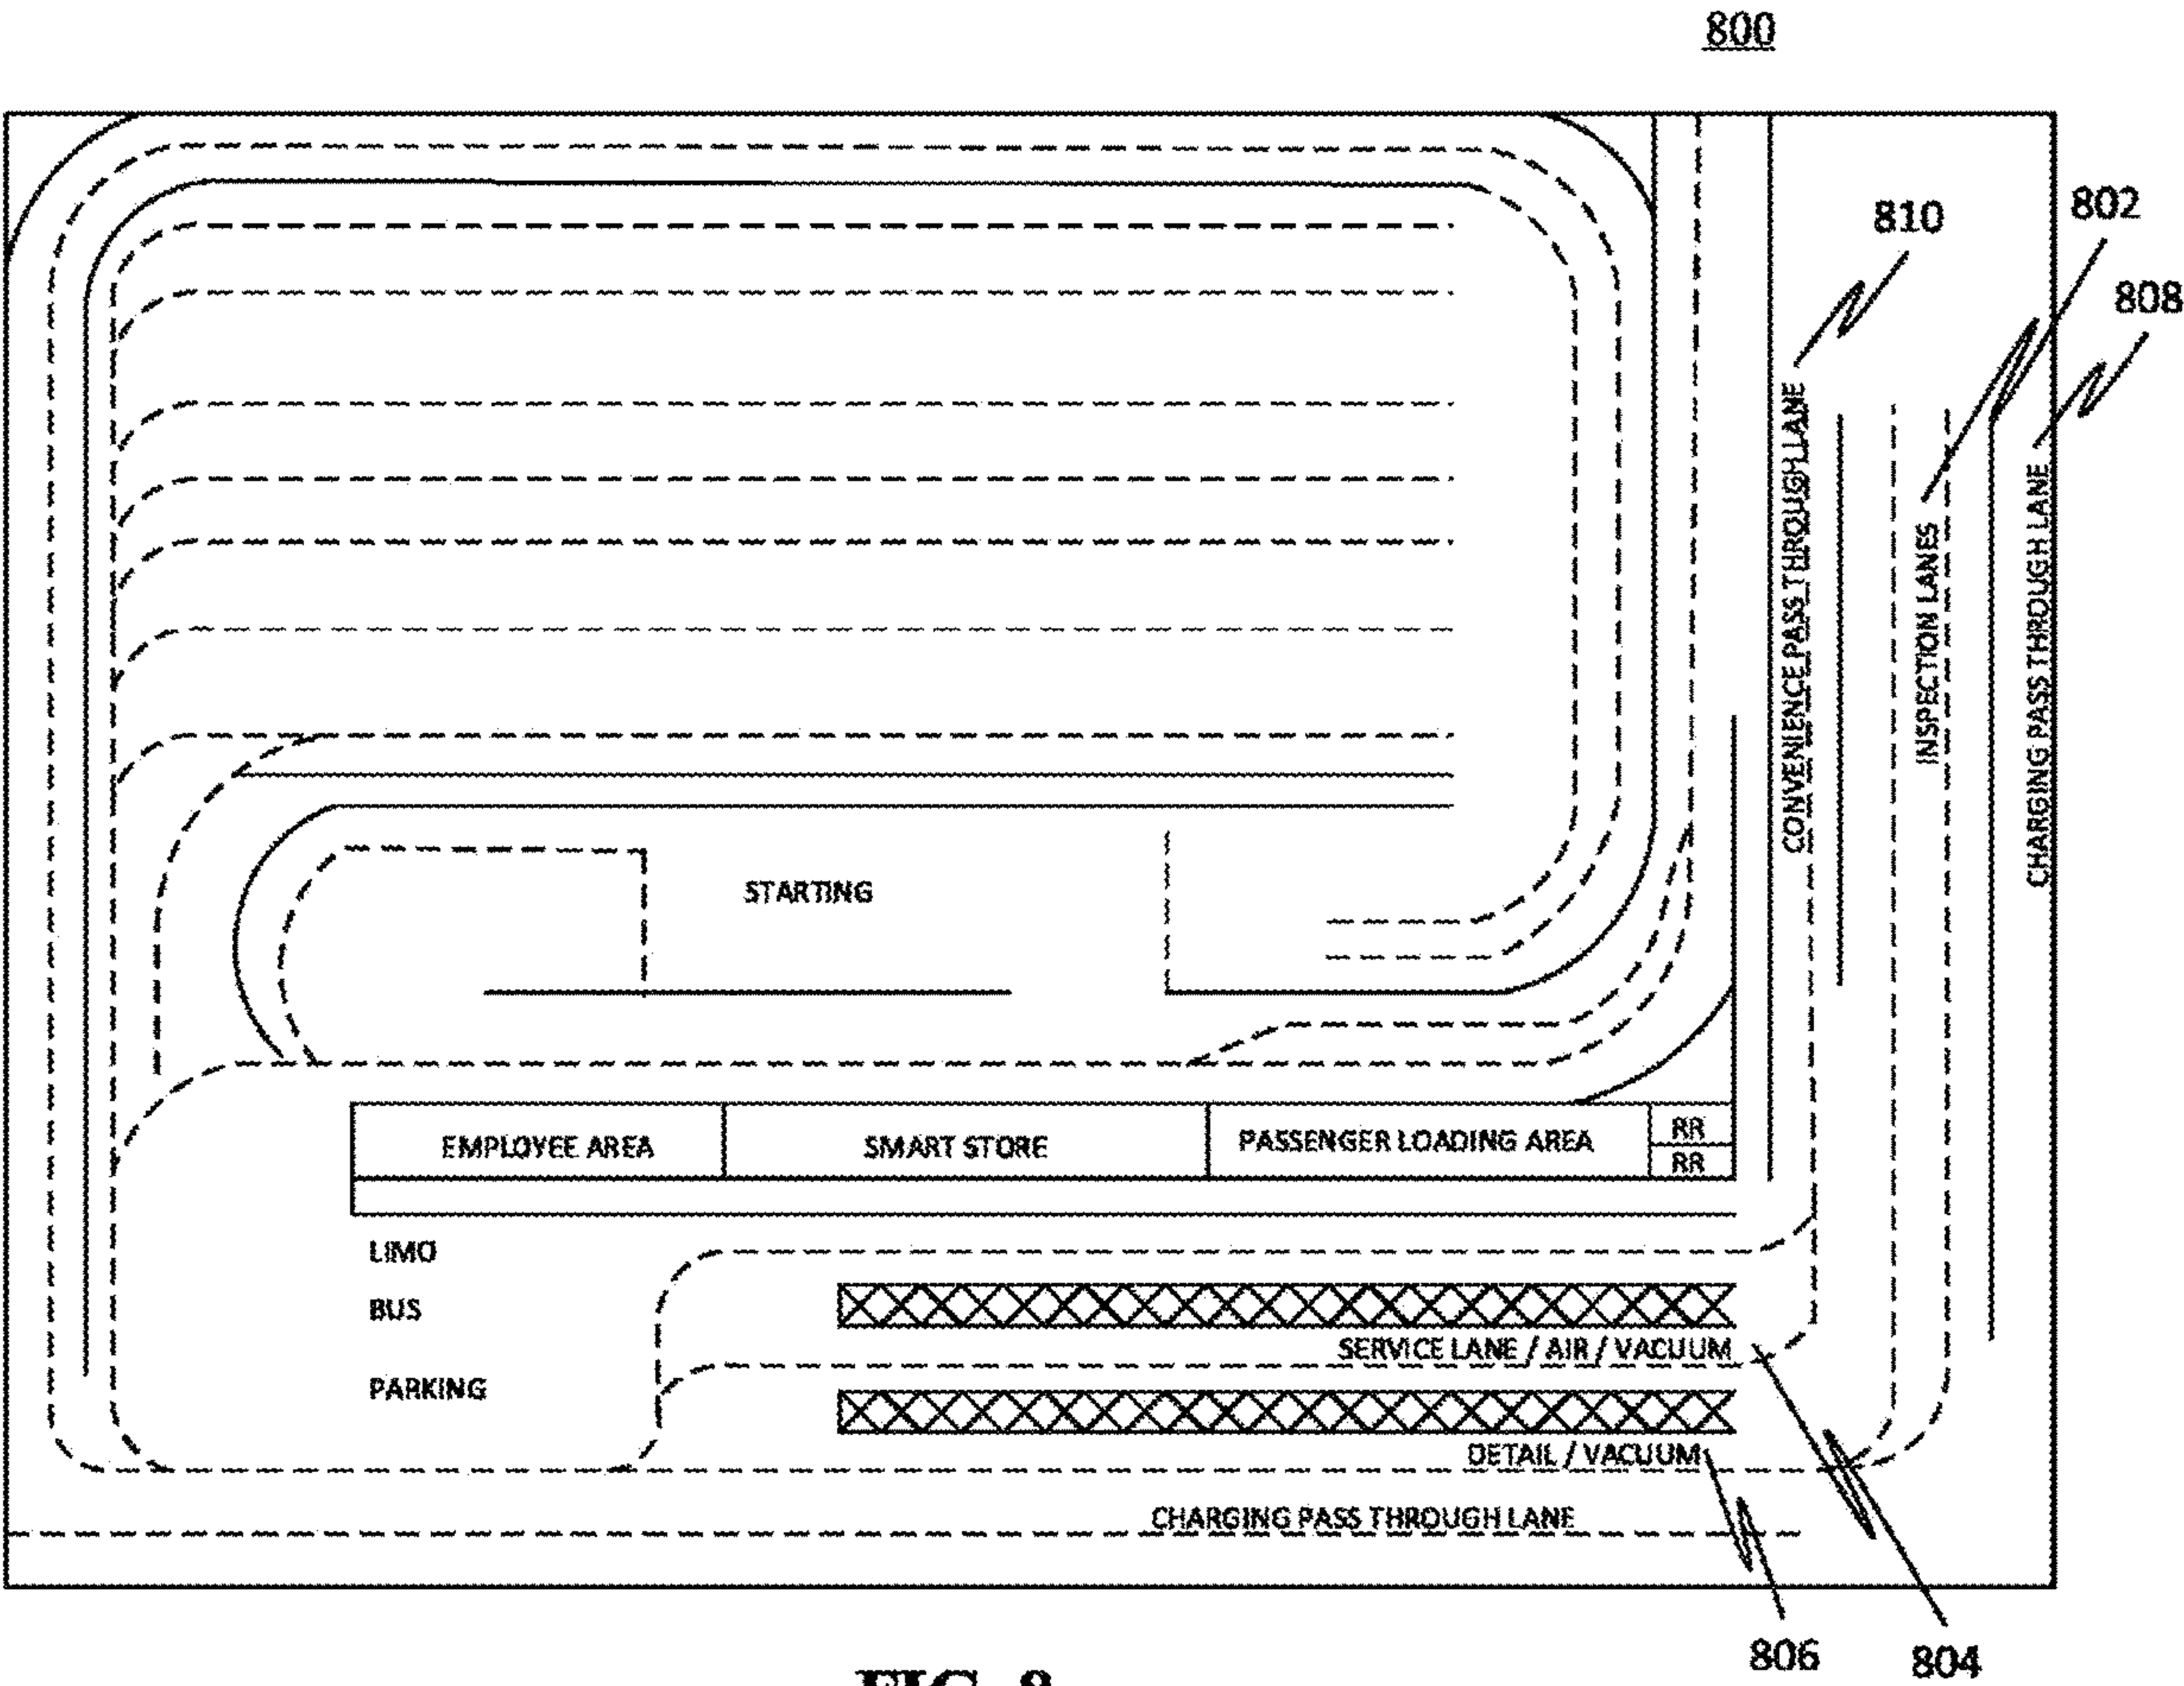 800
802
810
808
CONVENIENCE PASS THROUGH LANE
INSPECTION LANES
CHARGING PASS THROUGH LANE
STARTING
EMPLOYEE AREA
SMART STORE
PASSENGER LOADING AREA
RR
RR
LIMO
BUS
SERVICE LANE / AIR / VACUUM
PARKING
DETAIL / VACUUM
CHARGING PASS THROUGH LANE
806
804
FIG. 8